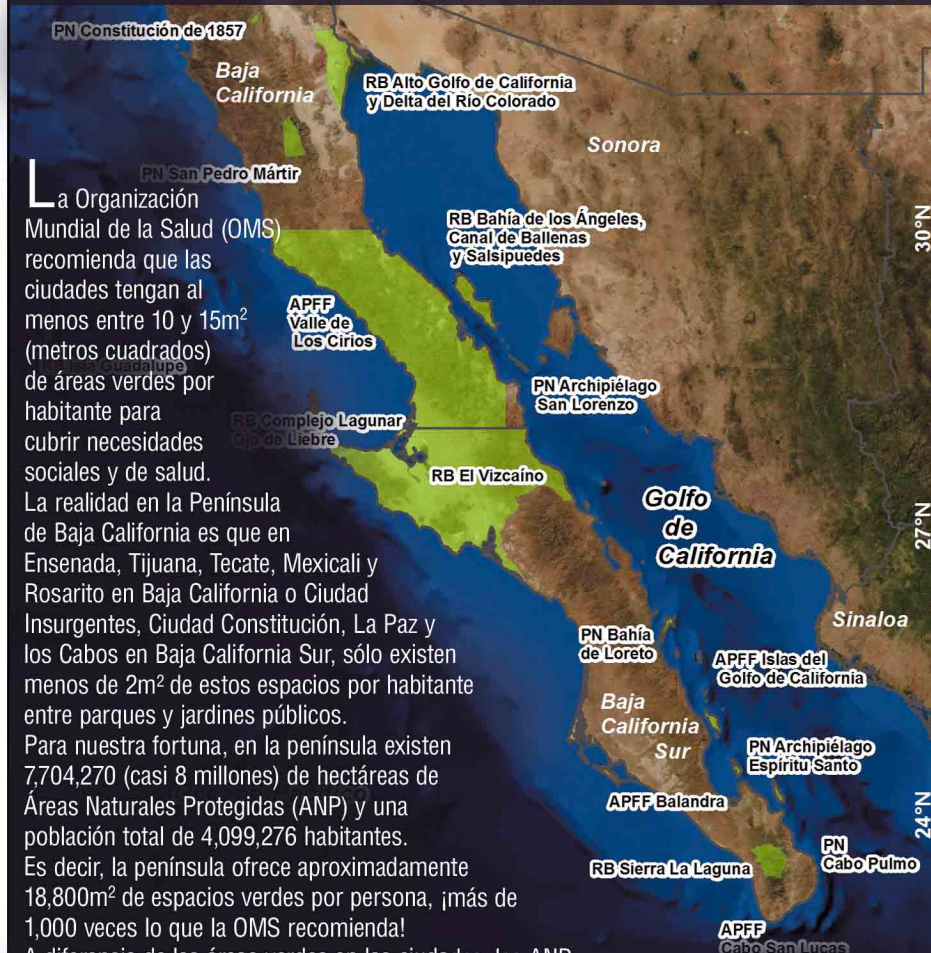 PN Constitución de 1857
Baja
California
RB Alto Golfo de California
y Delta del Río Colorado
Sonora
PN San Pedro Mártir
La Organización
Mundial de la Salud (OMS)
recomienda que las
ciudades tengan al
menos entre 10 y 15m²
(metros cuadrados)
de áreas verdes por
habitante para
cubrir necesidades
sociales y de salud.
La realidad en la Península
de Baja California es que en
Ensenada, Tijuana, Tecate, Mexicali y
Rosarito en Baja California o Ciudad
Insurgentes, Ciudad Constitución, La Paz y
los Cabos en Baja California Sur, sólo existen
menos de 2m² de estos espacios por habitante
entre parques y jardines públicos.
Para nuestra fortuna, en la península existen
7,704,270 (casi 8 millones) de hectáreas de
Áreas Naturales Protegidas (ANP) y una
población total de 4,099,276 habitantes.
Es decir, la península ofrece aproximadamente
18,800m² de espacios verdes por persona, ¡más de
1,000 veces lo que la OMS recomienda!
RB Bahía de los Ángeles,
Canal de Ballenas
y Salsipuedes
30°N
APFF
Valle de
Los Cirios
RB Isla Guadalupe
PN Archipiélago
San Lorenzo
RB Complejo Lagunar
Ojo de Liebre
RB El Vizcaíno
Golfo
de
California
27°N
Sinaloa
PN Bahía
de Loreto
APFF Islas del
Golfo de California
Baja
California
Sur
PN Archipiélago
Espíritu Santo
APFF Balandra
24°N
RB Sierra La Laguna
PN
Cabo Pulmo
APFF
Cabo San Lucas